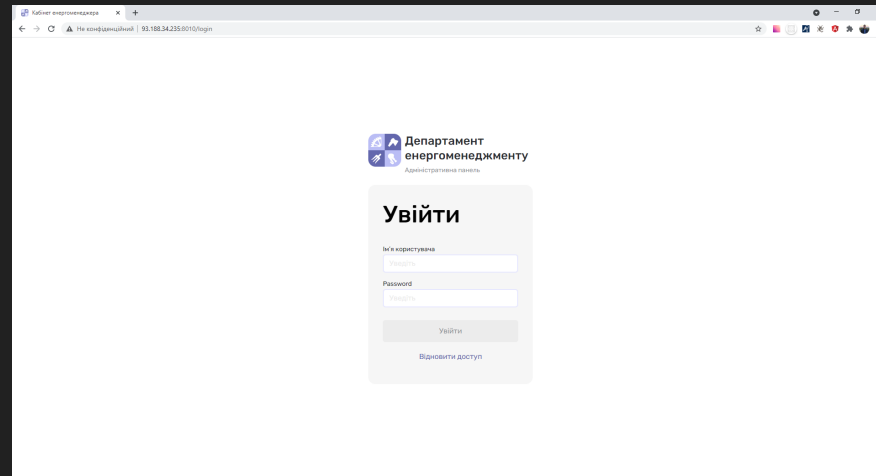 Кабінет енергоменеджера
Не конфіденційний | 93.188.34.235:8010/login
Департамент
енергоменеджменту
Адміністративна панель
Увійти
Ім'я користувача
Уведіть
Password
Уведіть
Увійти
Відновити доступ